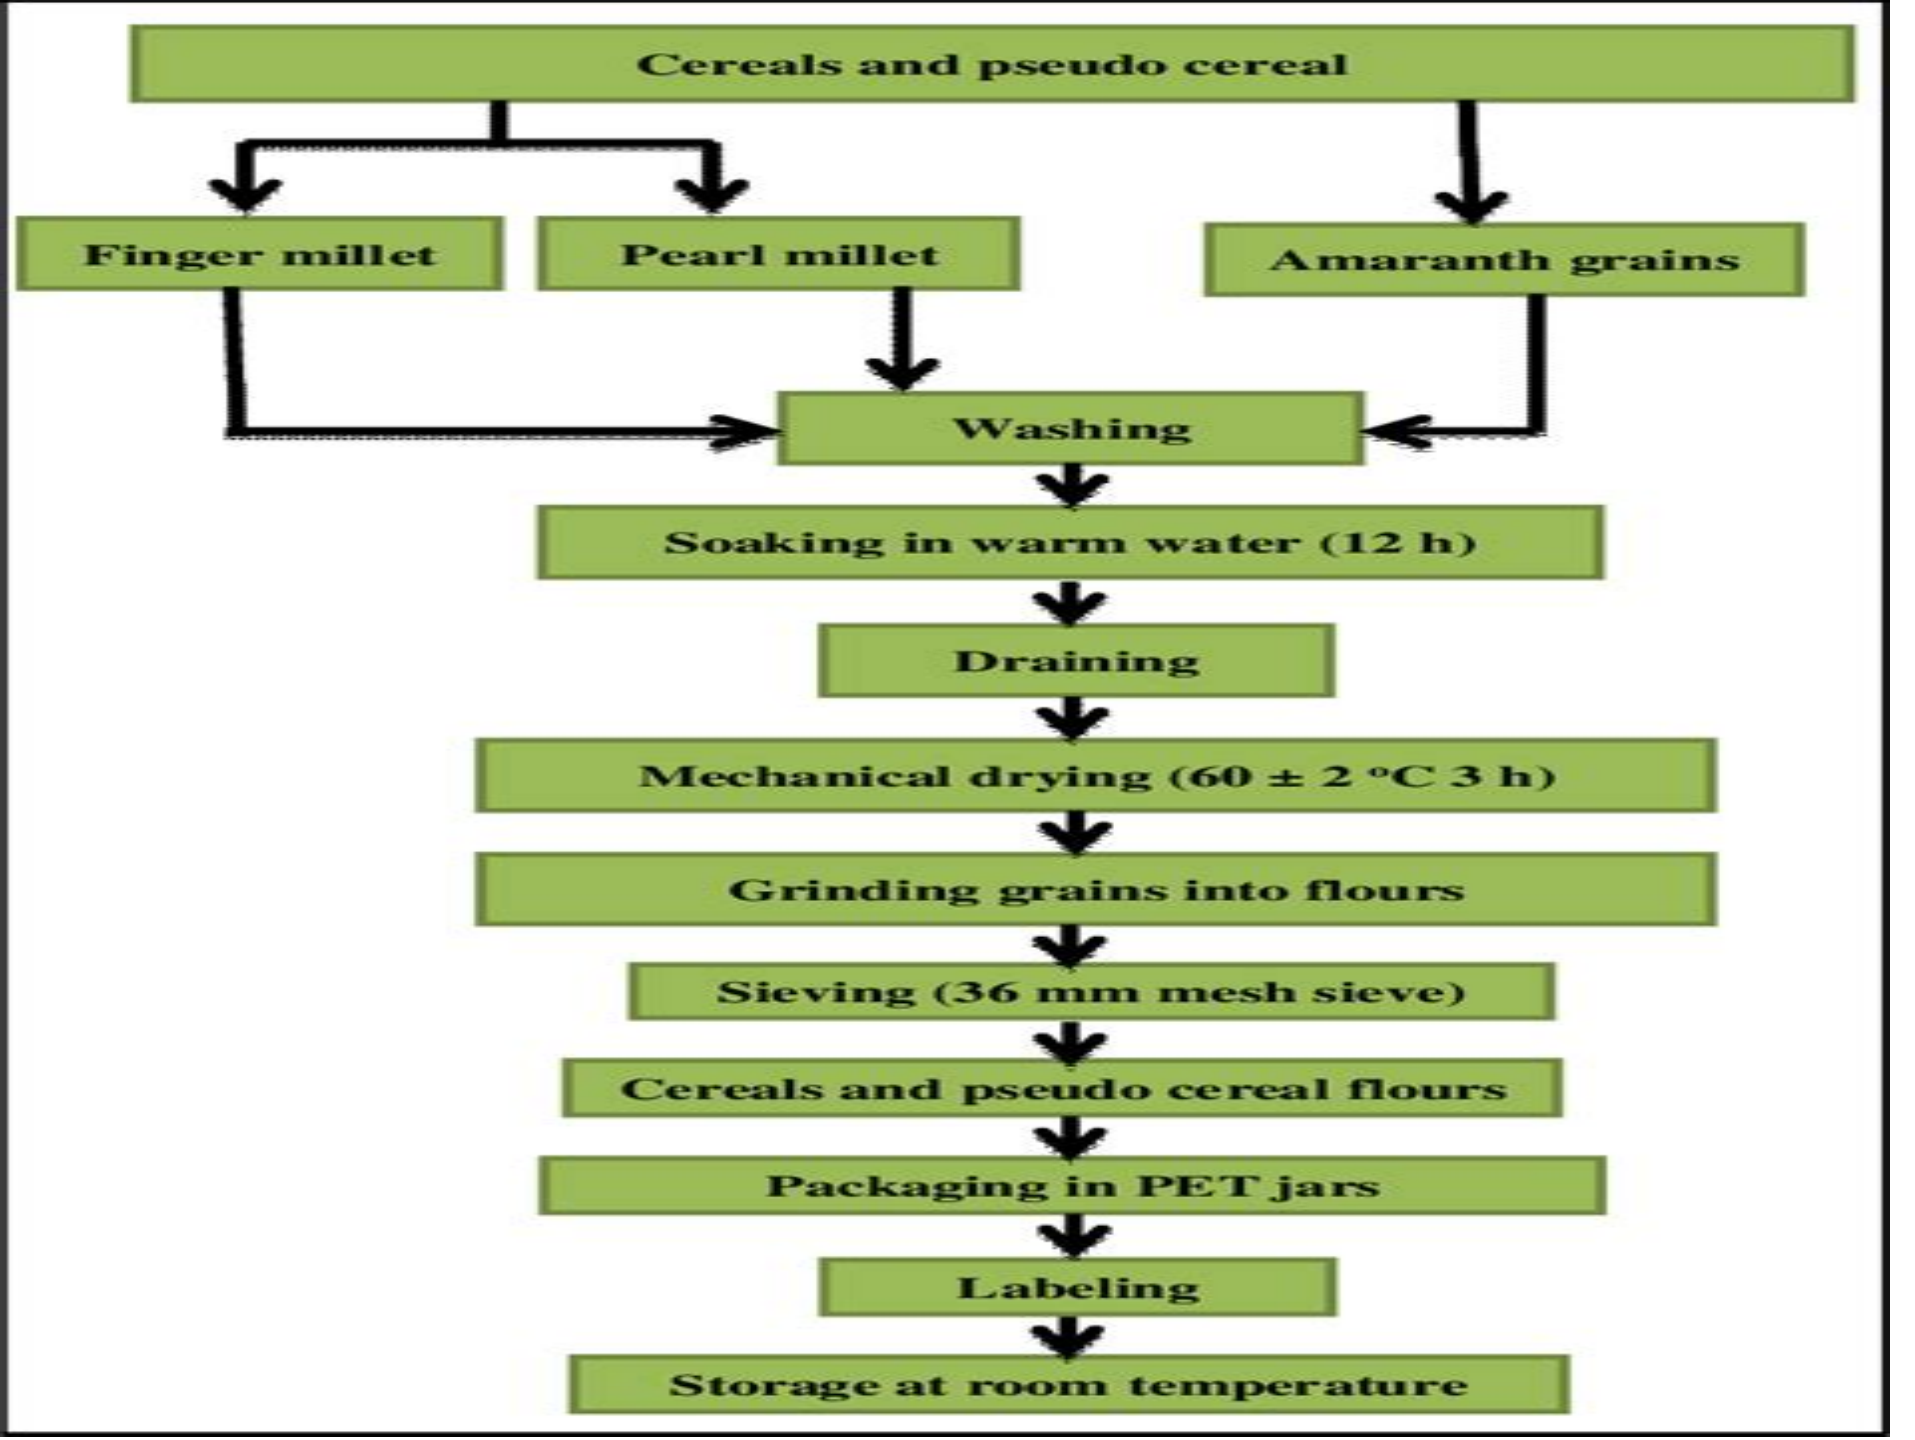 Cereals and pseudo cereal
Finger millet
Pearl millet
Amaranth grains
Washing
Soaking in warm water (12 h)
Draining
Mechanical drying (60 ± 2 ºC 3 h)
Grinding grains into flours
Sieving (36 mm mesh sieve)
Cereals and pseudo cereal flours
Packaging in PET jars
Labeling
Storage at room temperature